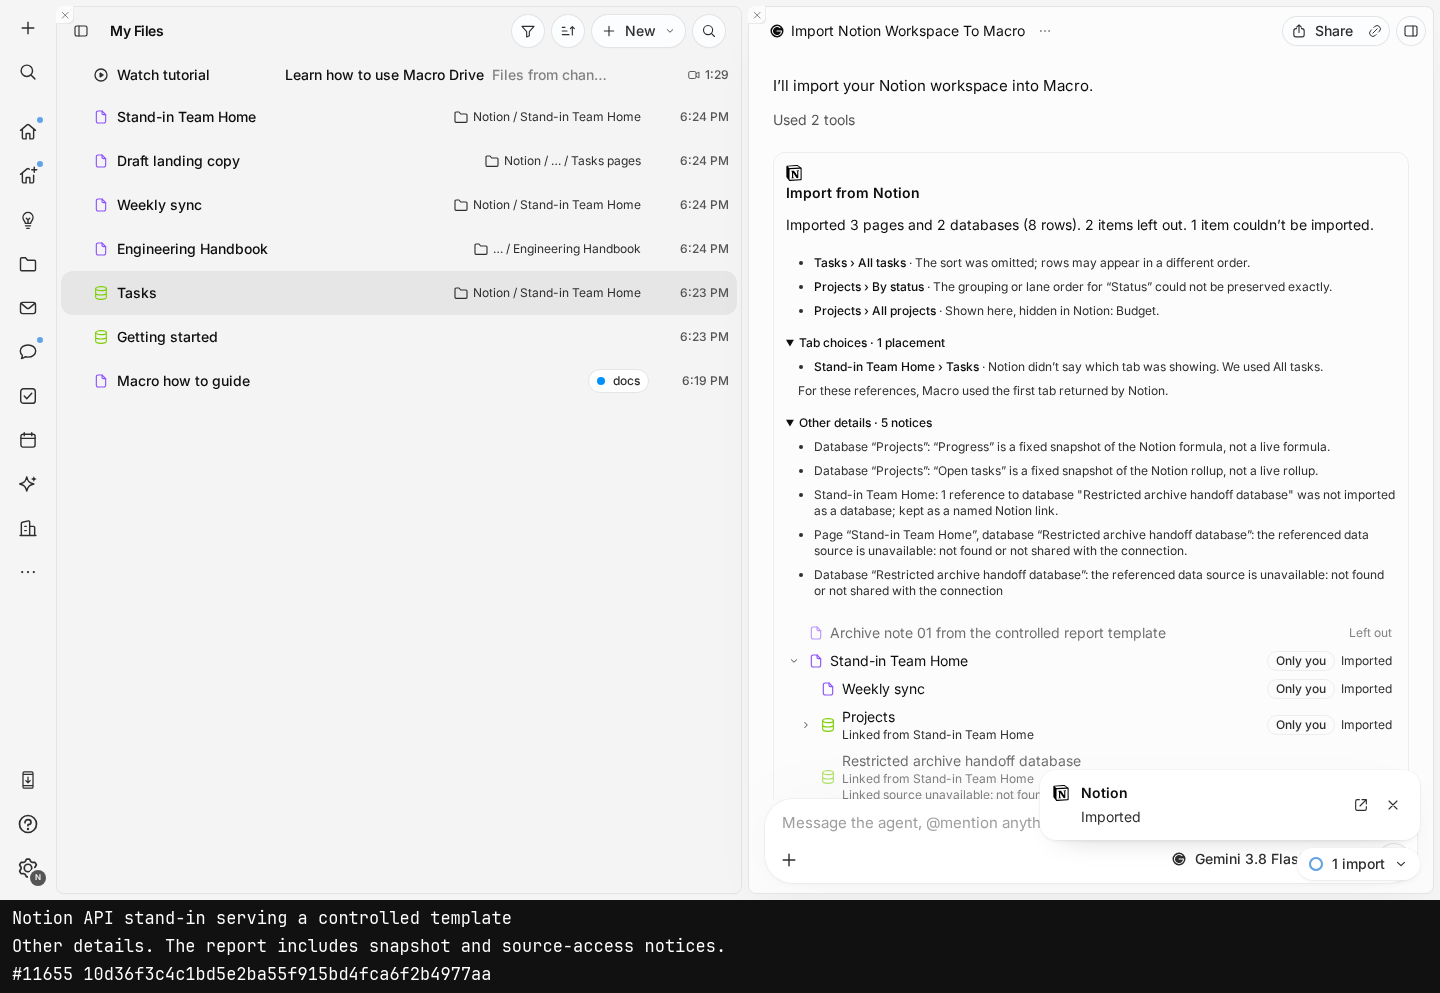 My Files
New
Watch tutorial
Learn how to use Macro Drive Files from chan...
1:29
Stand-in Team Home
Notion / Stand-in Team Home
6:24 PM
Draft landing copy
Notion / ... / Tasks pages
6:24 PM
Weekly sync
Notion / Stand-in Team Home
6:24 PM
Engineering Handbook
... / Engineering Handbook
6:24 PM
Tasks
Notion / Stand-in Team Home
6:23 PM
Getting started
6:23 PM
Macro how to guide
docs
6:19 PM
N
Import Notion Workspace To Macro
Share
I’ll import your Notion workspace into Macro.
Used 2 tools
Import from Notion
Imported 3 pages and 2 databases (8 rows). 2 items left out. 1 item couldn’t be imported.
• Tasks › All tasks · The sort was omitted; rows may appear in a different order.
• Projects › By status · The grouping or lane order for “Status” could not be preserved exactly.
• Projects › All projects · Shown here, hidden in Notion: Budget.
Tab choices · 1 placement
• Stand-in Team Home › Tasks · Notion didn’t say which tab was showing. We used All tasks.
For these references, Macro used the first tab returned by Notion.
Other details · 5 notices
• Database “Projects”: “Progress” is a fixed snapshot of the Notion formula, not a live formula.
• Database “Projects”: “Open tasks” is a fixed snapshot of the Notion rollup, not a live rollup.
• Stand-in Team Home: 1 reference to database "Restricted archive handoff database" was not imported
as a database; kept as a named Notion link.
• Page “Stand-in Team Home”, database “Restricted archive handoff database”: the referenced data
source is unavailable: not found or not shared with the connection.
• Database “Restricted archive handoff database”: the referenced data source is unavailable: not found
or not shared with the connection
Archive note 01 from the controlled report template
Left out
Stand-in Team Home
Only you
Imported
Weekly sync
Only you
Imported
Projects
Linked from Stand-in Team Home
Only you
Imported
Restricted archive handoff database
Linked from Stand-in Team Home
Linked source unavailable: not foun
Notion
Imported
Message the agent, @mention anyth
Gemini 3.8 Flas
1 import
Notion API stand-in serving a controlled template
Other details. The report includes snapshot and source-access notices.
#11655 10d36f3c4c1bd5e2ba55f915bd4fca6f2b4977aa